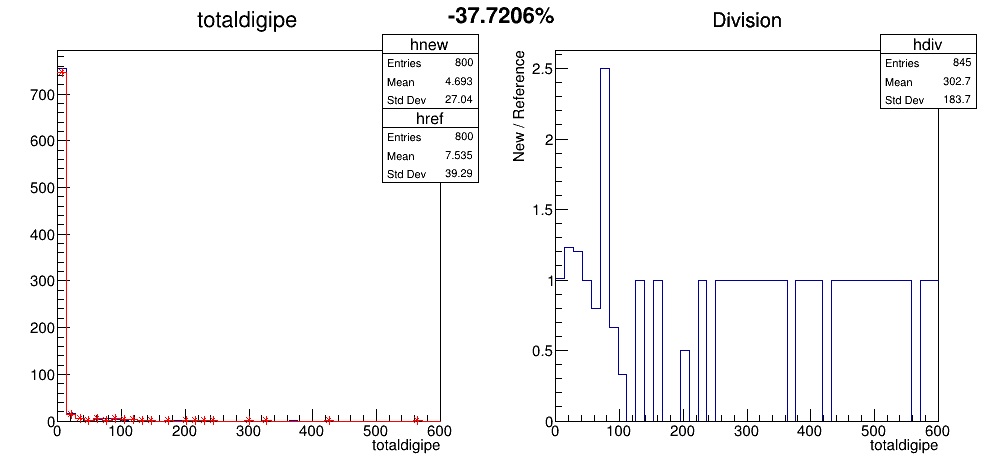 -37.7206%
totaldigipe
hnew
Entries 800
Mean 4.693
Std Dev 27.04
href
Entries 800
Mean 7.535
Std Dev 39.29
700
600
500
400
300
200
100
0
0 100 200 300 400 500 600
totaldigipe
Division
hdiv
Entries 845
Mean 302.7
Std Dev 183.7
New / Reference
2.5
2
1.5
1
0.5
0
0 100 200 300 400 500 600
totaldigipe